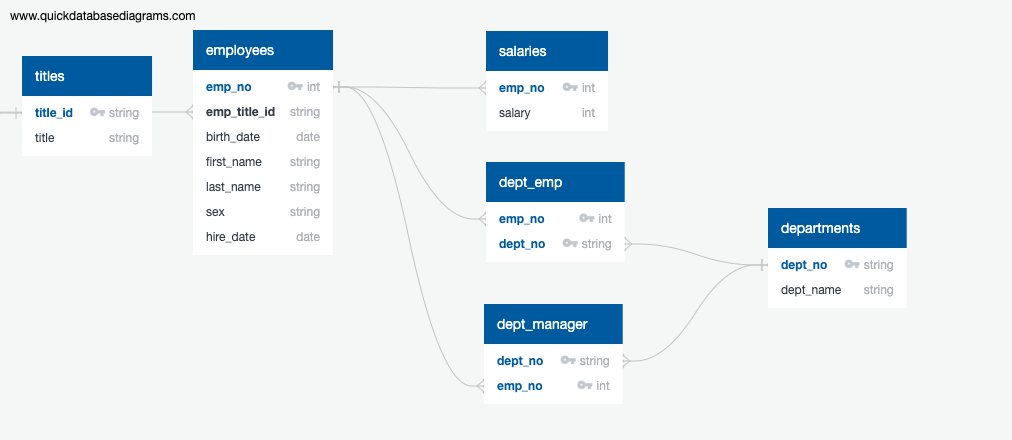 www.quickdatabasediagrams.com
titles
title_id string
title string
employees
emp_no int
emp_title_id string
birth_date date
first_name string
last_name string
sex string
hire_date date
salaries
emp_no int
salary int
dept_emp
emp_no int
dept_no string
dept_manager
dept_no string
emp_no int
departments
dept_no string
dept_name string